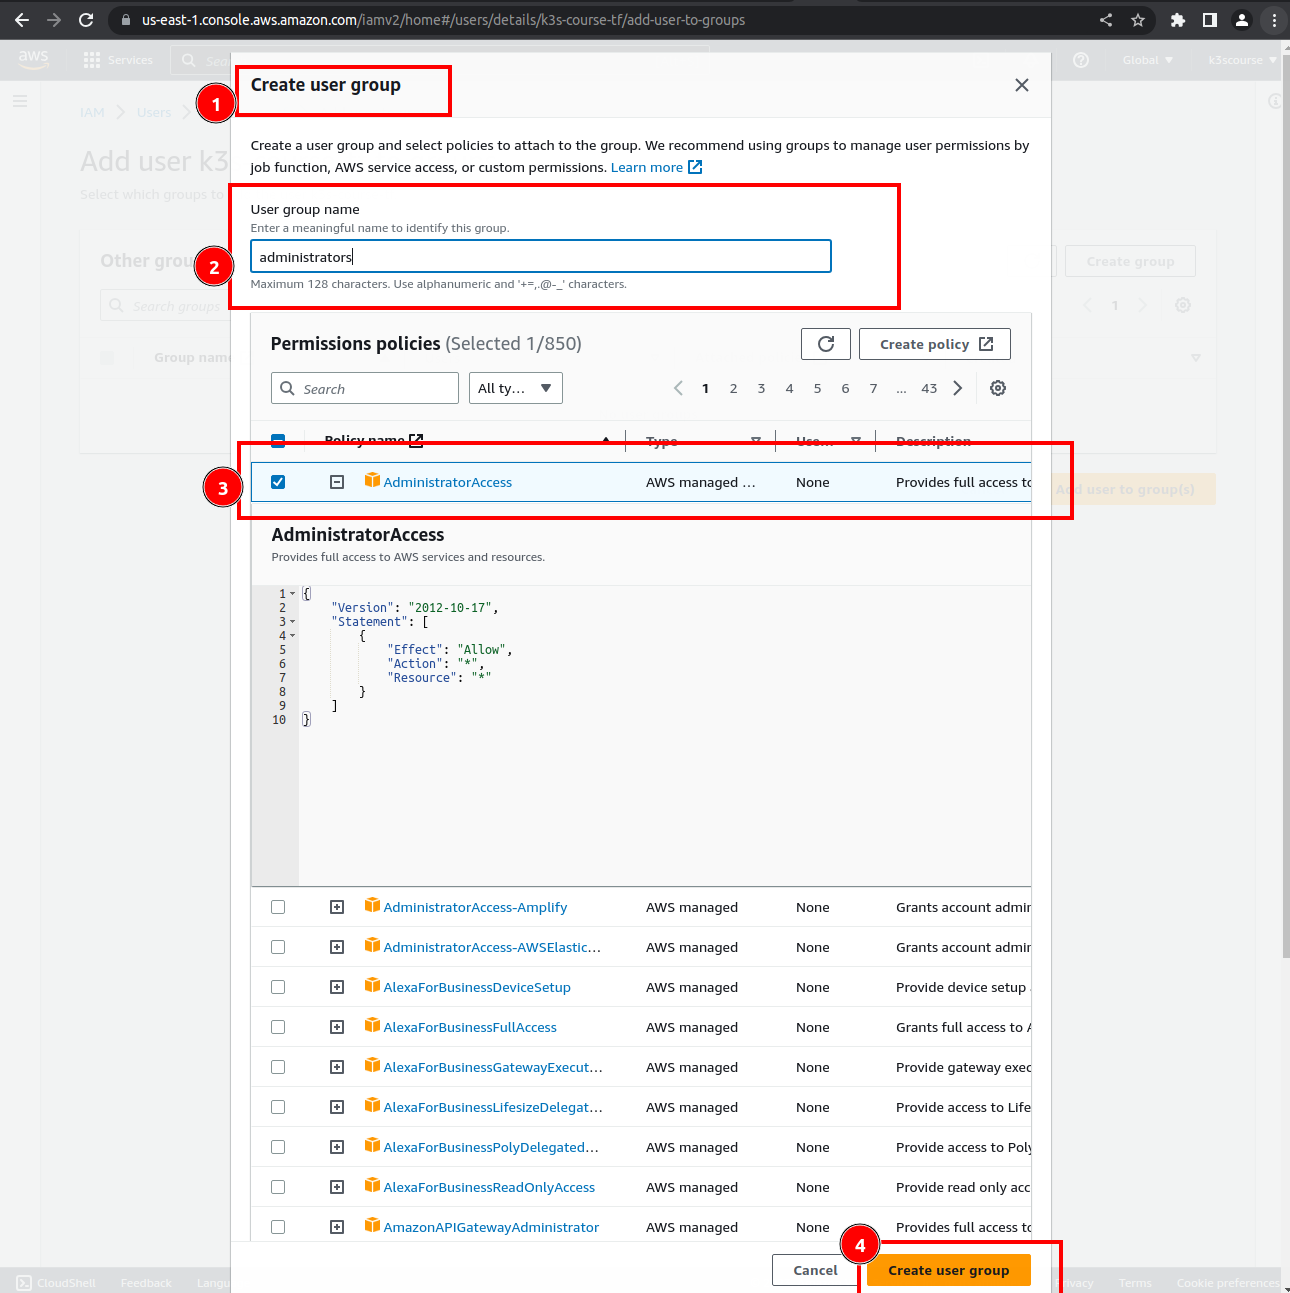 us-east-1.console.aws.amazon.com/iamv2/home#/users/details/k3s-course-tf/add-user-to-groups
aws
Services
Sea
Global
k3scourse
1
Create user group
IAM
Users
Add user k3
Select which groups to
Create a user group and select policies to attach to the group. We recommend using groups to manage user permissions by
job function, AWS service access, or custom permissions. Learn more
User group name
Enter a meaningful name to identify this group.
2
administrators
Maximum 128 characters. Use alphanumeric and '+=,.@-_' characters.
Other grou
Create group
Search groups
1
Group name
Permissions policies (Selected 1/850)
Create policy
Search
All ty...
1 2 3 4 5 6 7 ... 43
Policy name
Type
Use...
Description
3
AdministratorAccess AWS managed ... None Provides full access to
Add user to group(s)
AdministratorAccess
Provides full access to AWS services and resources.
1 {
2 "Version": "2012-10-17",
3 "Statement": [
4 {
5 "Effect": "Allow",
6 "Action": "*",
7 "Resource": "*"
8 }
9 ]
10 }
AdministratorAccess-Amplify AWS managed None Grants account admir
AdministratorAccess-AWSElastic... AWS managed None Grants account admir
AlexaForBusinessDeviceSetup AWS managed None Provide device setup
AlexaForBusinessFullAccess AWS managed None Grants full access to A
AlexaForBusinessGatewayExecut... AWS managed None Provide gateway exec
AlexaForBusinessLifesizeDelegat... AWS managed None Provide access to Life
AlexaForBusinessPolyDelegated... AWS managed None Provide access to Poly
AlexaForBusinessReadOnlyAccess AWS managed None Provide read only acc
AmazonAPIGatewayAdministrator AWS managed None Provides full access to
4
Cancel
Create user group
CloudShell
Feedback
Langu
Privacy
Terms
Cookie preferences